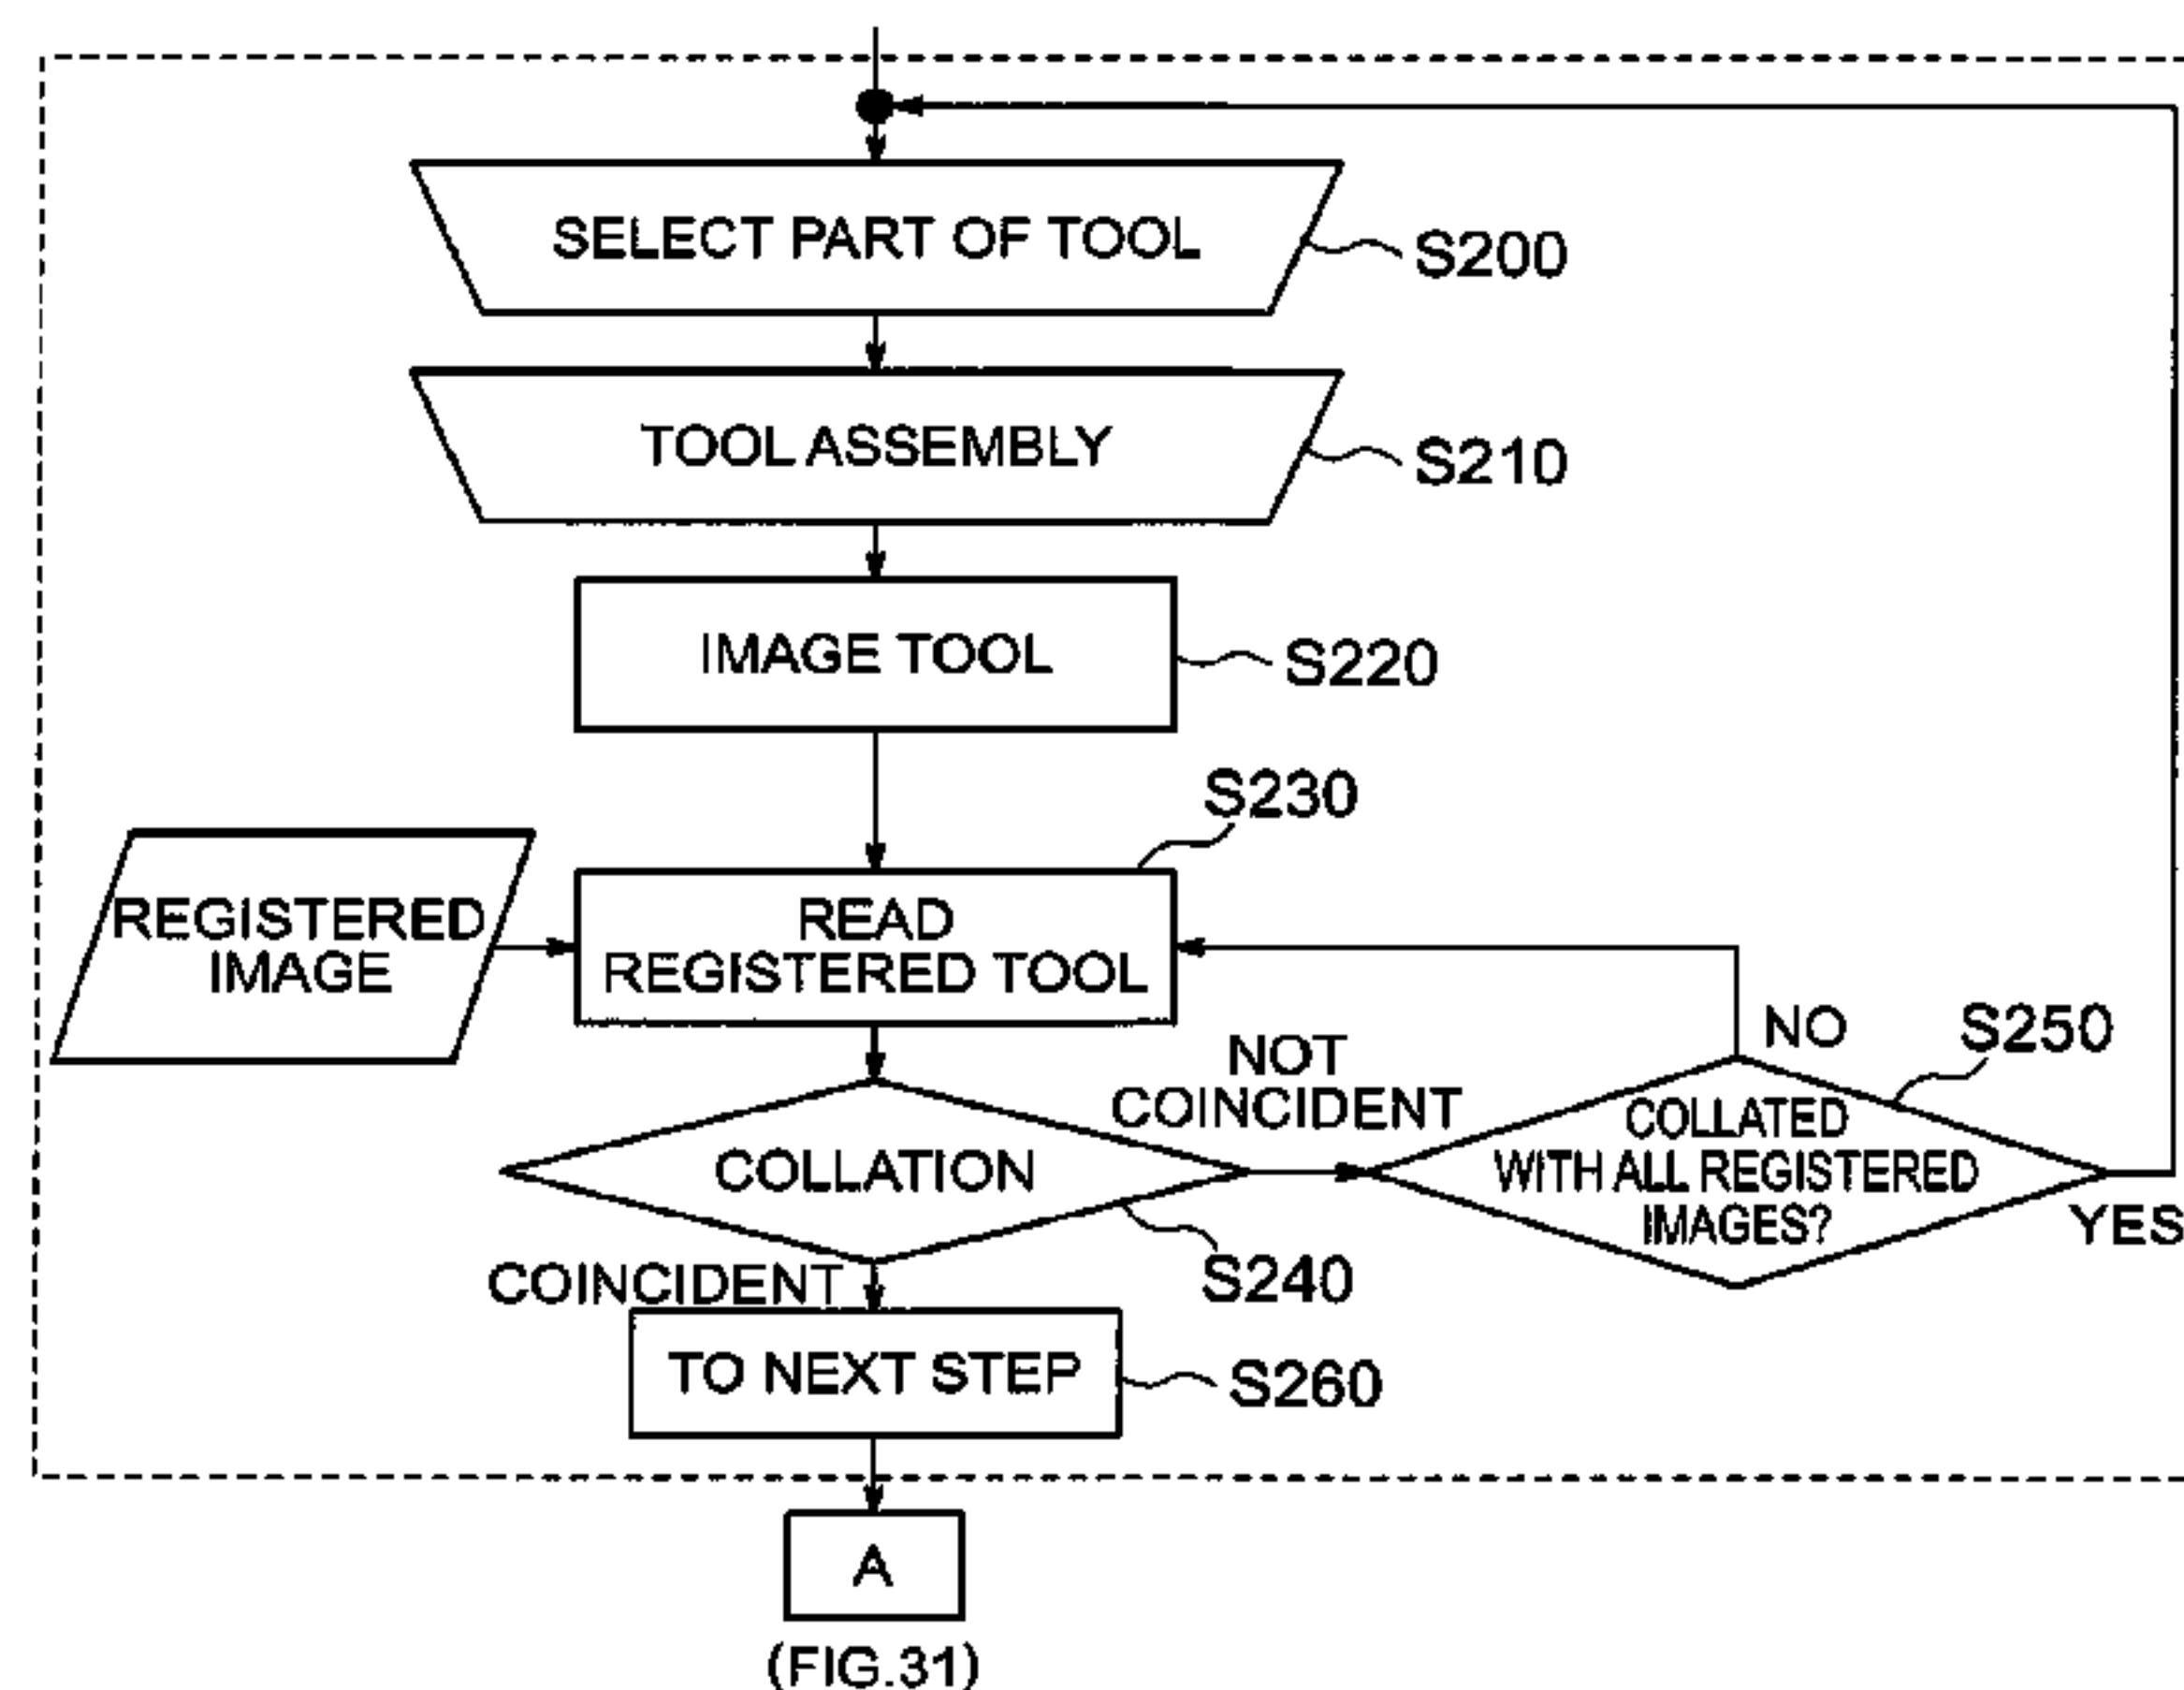 SELECT PART OF TOOL
S200
TOOL ASSEMBLY
S210
IMAGE TOOL
S220
S230
REGISTERED
IMAGE
READ
REGISTERED TOOL
NO
S250
NOT
COINCIDENT
COLLATION
COLLATED
WITH ALL REGISTERED
IMAGES?
YES
S240
COINCIDENT
TO NEXT STEP
S260
A
(FIG.31)